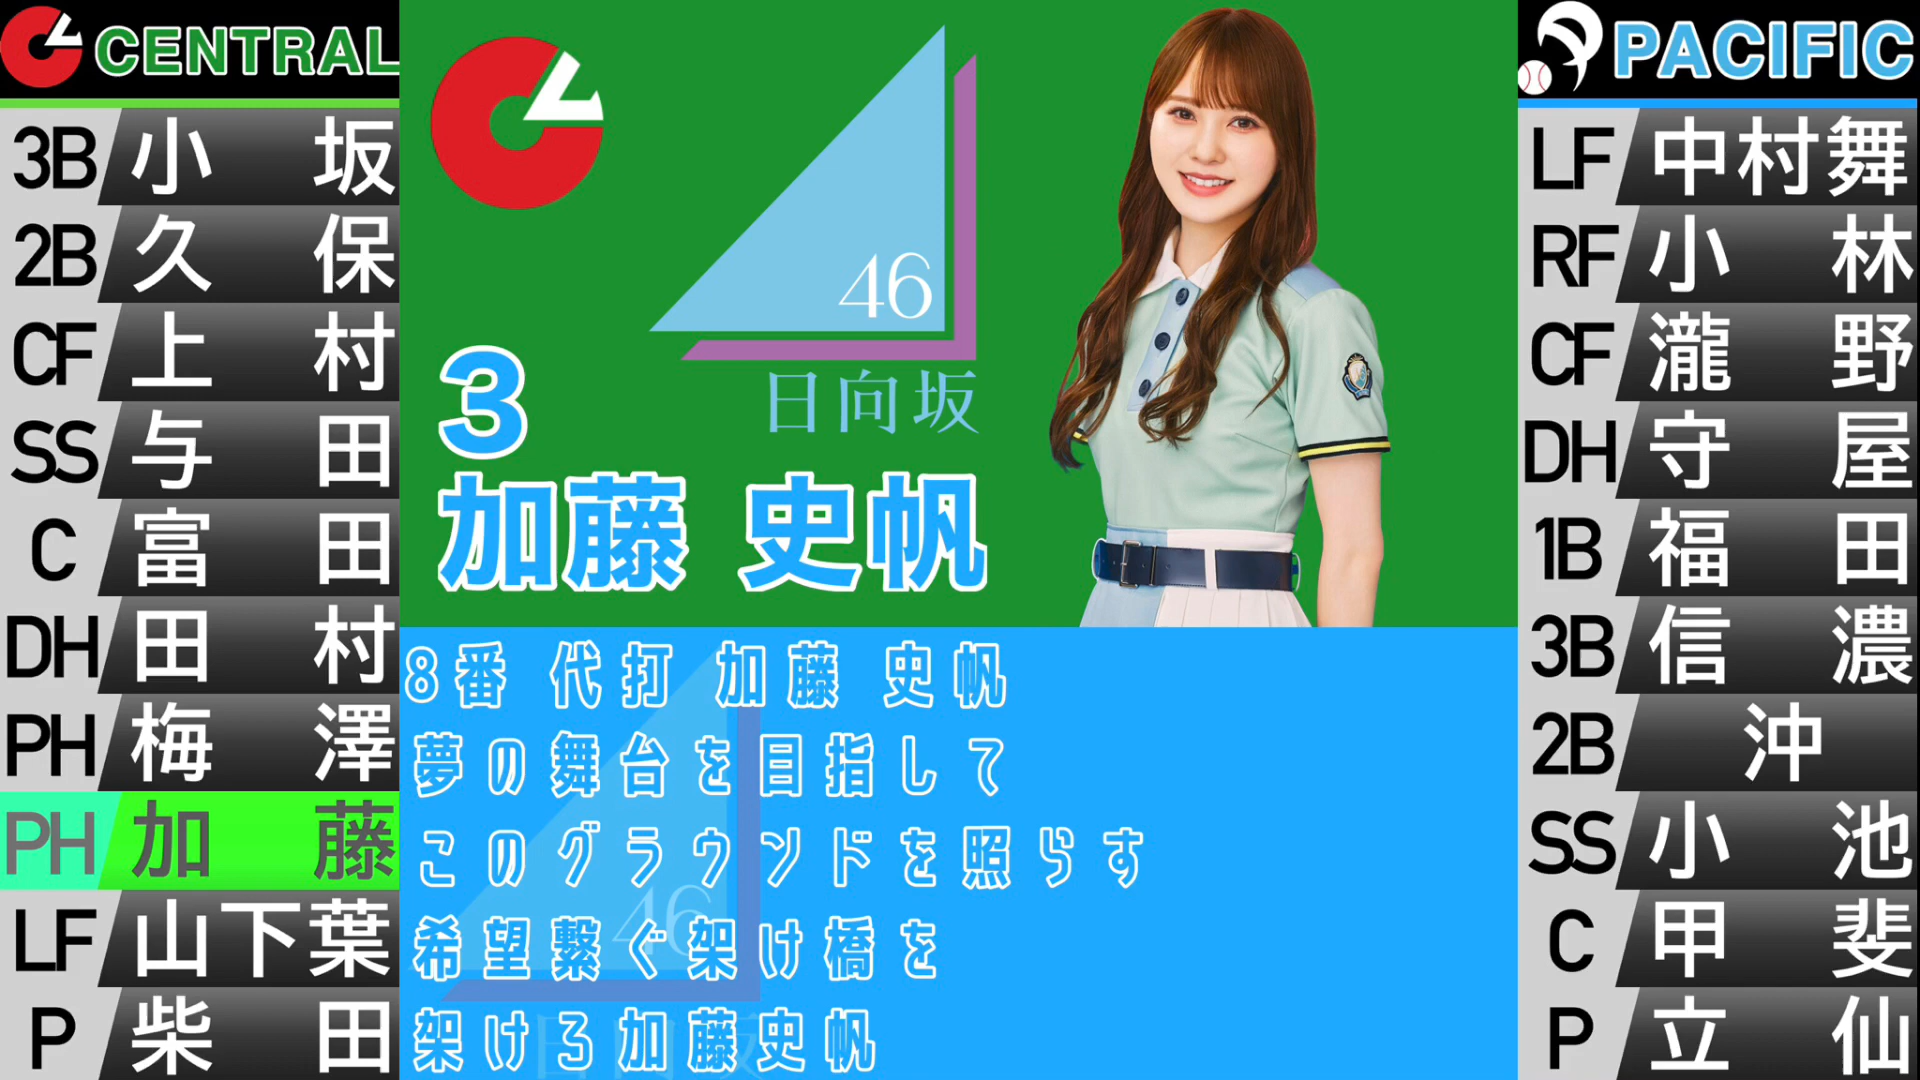 CENTRAL
3B 小坂
2B 久保
CF 上村
SS 与田
C 富田
DH 田村
PH 梅澤
PH 加藤
LF 山下葉
P 柴田
46
日向坂
3
加藤 史帆
8番 代打 加藤 史帆
夢の舞台を目指して
このグラウンドを照らす
希望繋ぐ架け橋を
架けろ加藤史帆
46
日向坂
PACIFIC
LF 中村舞
RF 小林
CF 瀧野
DH 守屋
1B 福田
3B 信濃
2B 沖
SS 小池
C 甲斐
P 立仙